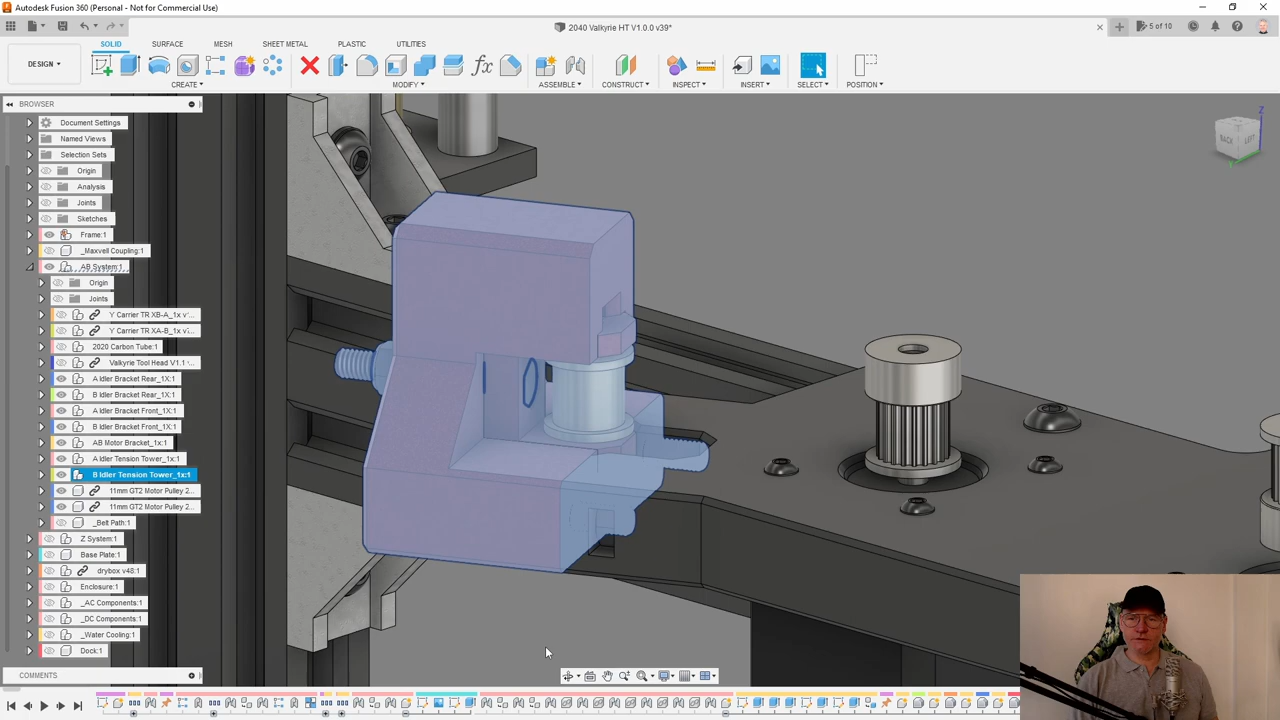 Autodesk Fusion 360 (Personal - Not for Commercial Use)
2040 Valkyrie HT V1.0.0 v39*
5 of 10
DESIGN
SOLID
SURFACE
MESH
SHEET METAL
PLASTIC
UTILITIES
CREATE
MODIFY
ASSEMBLE
CONSTRUCT
INSPECT
INSERT
SELECT
POSITION
BROWSER
Document Settings
Named Views
Selection Sets
Origin
Analysis
Joints
Sketches
Frame:1
_Maxvell Coupling:1
AB System:1
Origin
Joints
Y Carrier TR XB-A_1x v'...
Y Carrier TR XA-B_1x v:...
2020 Carbon Tube:1
Valkyrie Tool Head V1.1 ...
A Idler Bracket Rear_1X:1
B Idler Bracket Rear_1X:1
A Idler Bracket Front_1X:1
B Idler Bracket Front_1X:1
AB Motor Bracket_1x:1
A Idler Tension Tower_1x:1
B Idler Tension Tower_1x:1
11mm GT2 Motor Pulley 2...
11mm GT2 Motor Pulley 2...
_Belt Path:1
Z System:1
Base Plate:1
drybox v48:1
Enclosure:1
_AC Components:1
_DC Components:1
_Water Cooling:1
Dock:1
COMMENTS
Z
BACK
LEFT